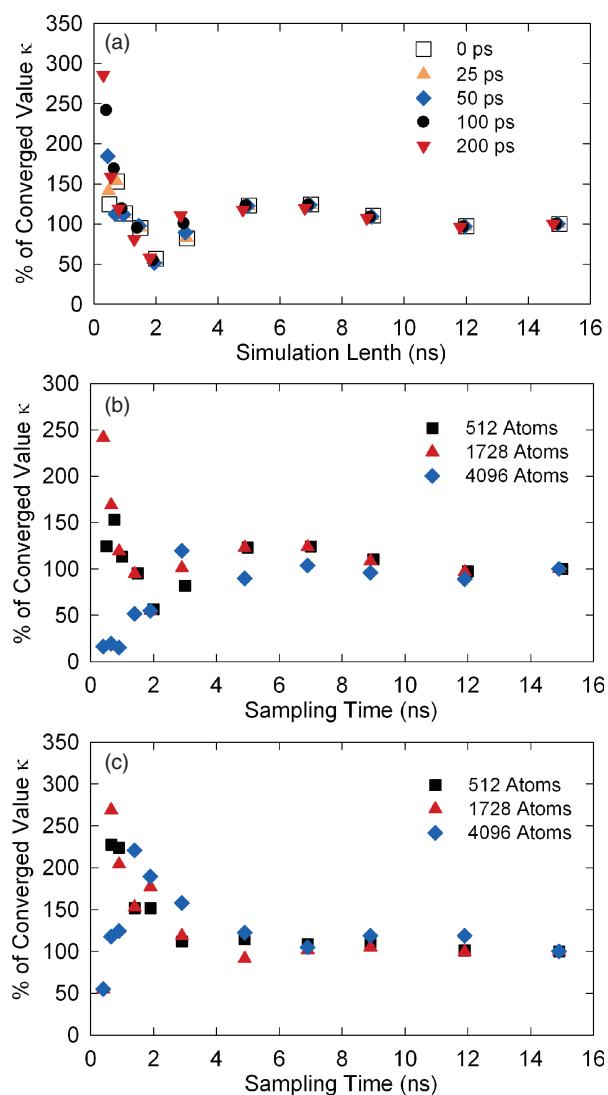 350
300
250
200
150
100
50
0
% of Converged Value κ
(a)
0 ps
25 ps
50 ps
100 ps
200 ps
0 2 4 6 8 10 12 14 16
Simulation Lenth (ns)
300
250
200
150
100
50
0
% of Converged Value κ
(b)
512 Atoms
1728 Atoms
4096 Atoms
0 2 4 6 8 10 12 14 16
Sampling Time (ns)
350
300
250
200
150
100
50
0
% of Converged Value κ
(c)
512 Atoms
1728 Atoms
4096 Atoms
0 2 4 6 8 10 12 14 16
Sampling Time (ns)